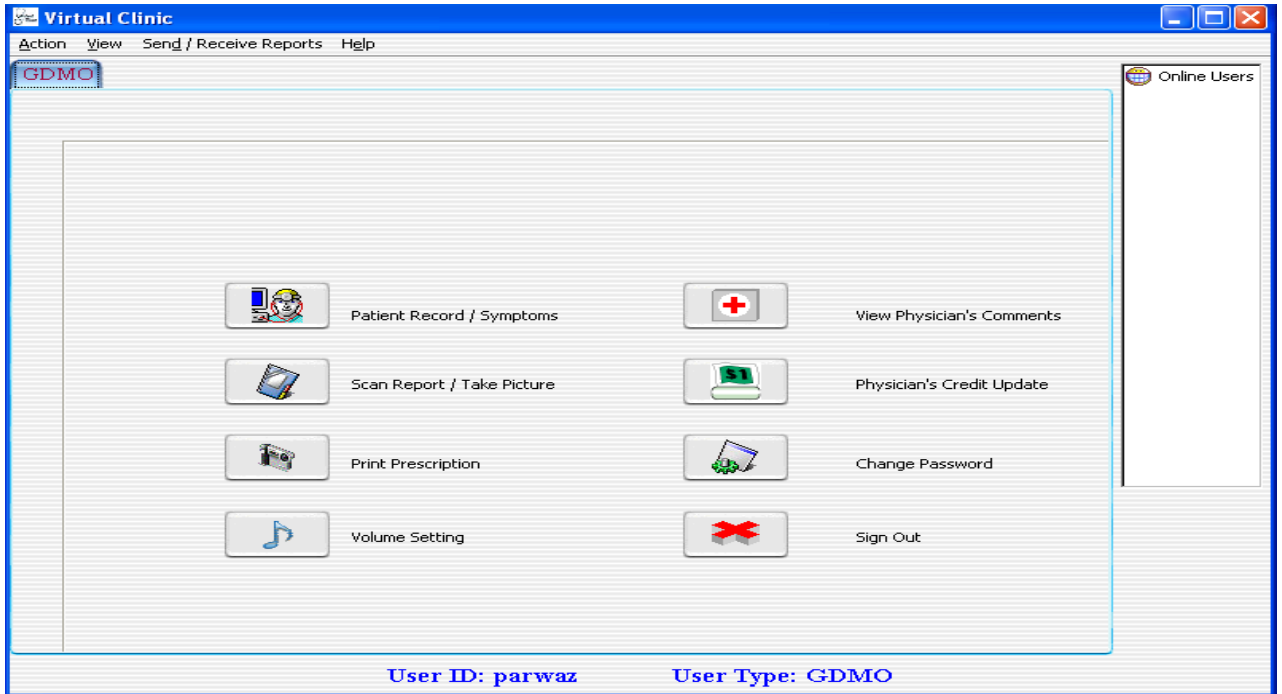 Virtual Clinic
Action View Send / Receive Reports Help
GDMO
Online Users
Patient Record / Symptoms
View Physician's Comments
Scan Report / Take Picture
$1
Physician's Credit Update
Print Prescription
Change Password
Volume Setting
Sign Out
User ID: parwaz User Type: GDMO